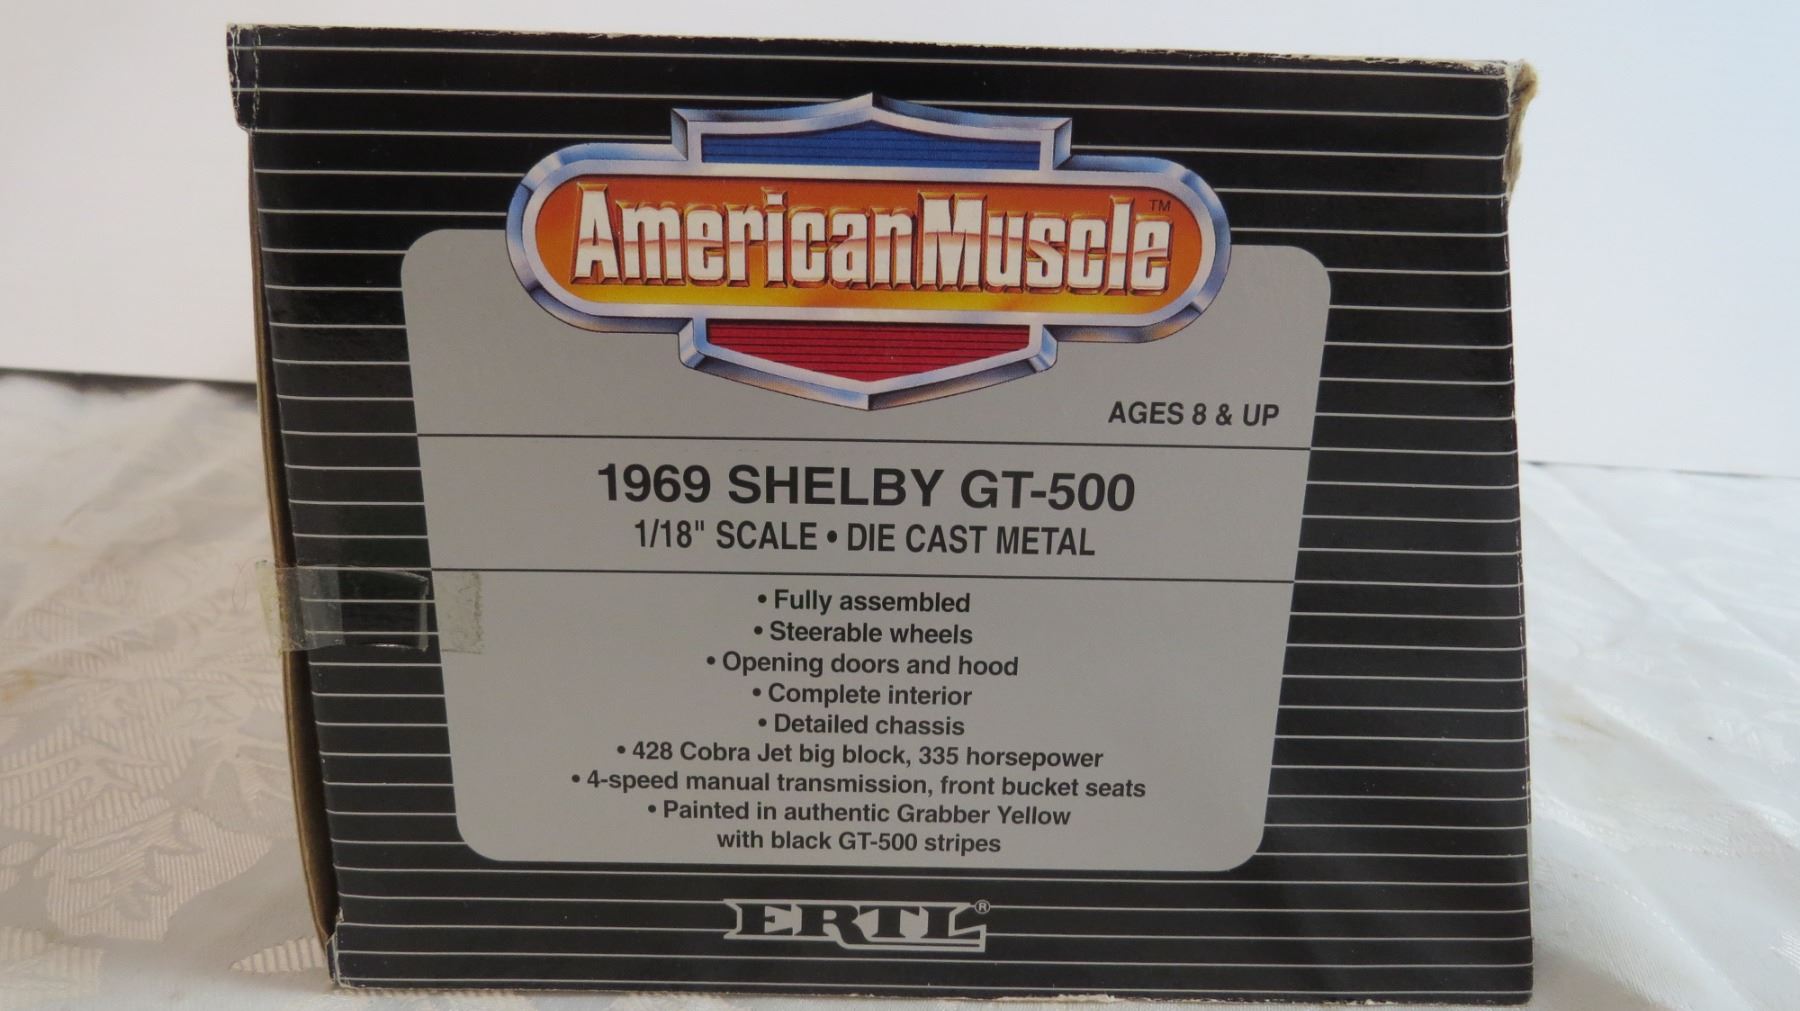 AmericanMuscle™
AGES 8 & UP
1969 SHELBY GT-500
1/18" SCALE • DIE CAST METAL
• Fully assembled
• Steerable wheels
• Opening doors and hood
• Complete interior
• Detailed chassis
• 428 Cobra Jet big block, 335 horsepower
• 4-speed manual transmission, front bucket seats
• Painted in authentic Grabber Yellow
with black GT-500 stripes
ERTL®